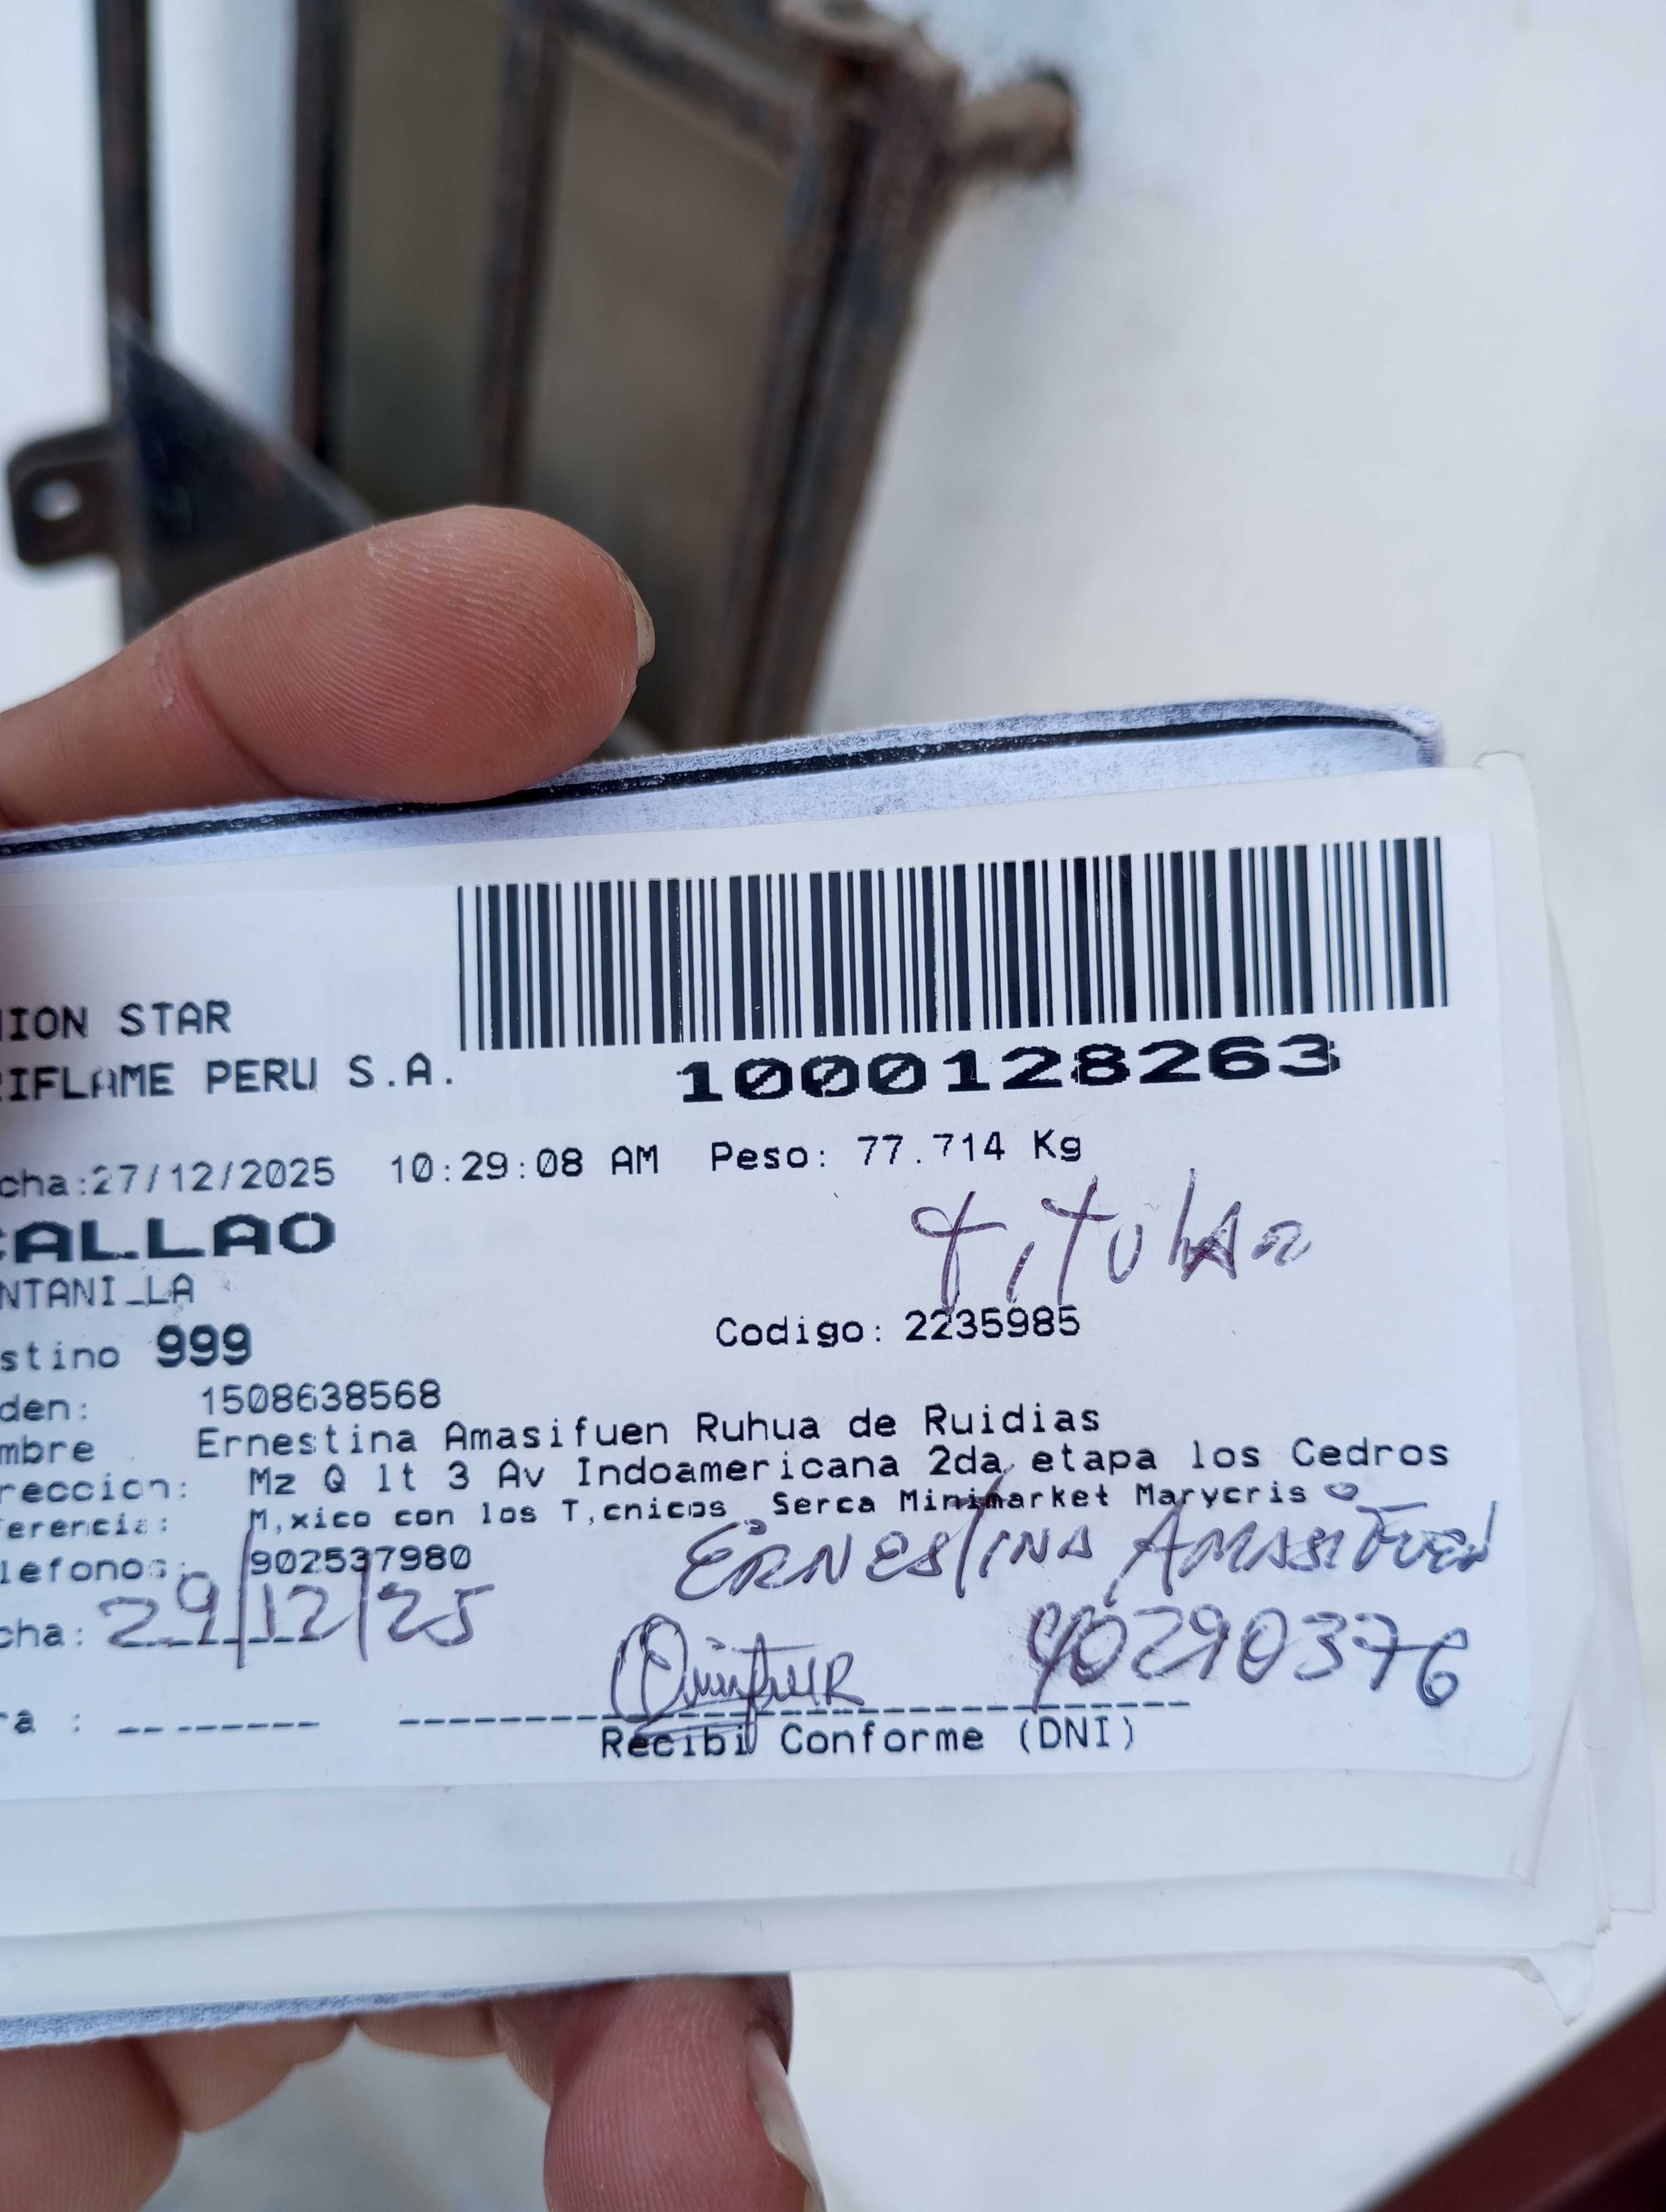 ION STAR
RIFLAME PERU S.A.
1000128263
cha:27/12/2025 10:29:08 AM Peso: 77.714 Kg
CALLAO
TITULAR
NTANILLA
Codigo: 2235985
stino 999
den: 1508638568
mbre Ernestina Amasifuen Ruhua de Ruidias
reccion: Mz Q lt 3 Av Indoamericana 2da etapa los Cedros
erencia: M,xico con los T,cnicos Serca Minimarket Marycris
lefonos: 902537980
ERNESTINA AMASIFUEN
cha: 29/12/25
40290376
ra :
Recibi Conforme (DNI)